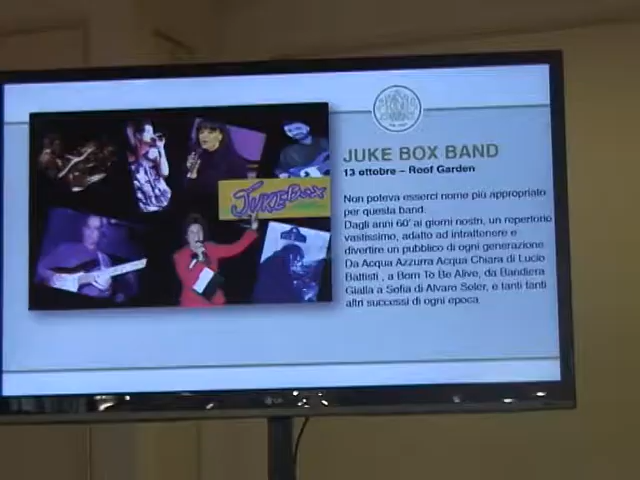 JUKE BOX BAND
13 ottobre – Roof Garden
JUKEBOX
Non poteva esserci nome più appropriato
per questa band.
Dagli anni 60' ai giorni nostri, un repertorio
vastissimo, adatto ad intrattenere e
divertire un pubblico di ogni generazione.
Da Acqua Azzurra Acqua Chiara di Lucio
Battisti , a Born To Be Alive, da Bandiera
Gialla a Sofia di Alvaro Soler, e tanti tanti
altri successi di ogni epoca.
LG